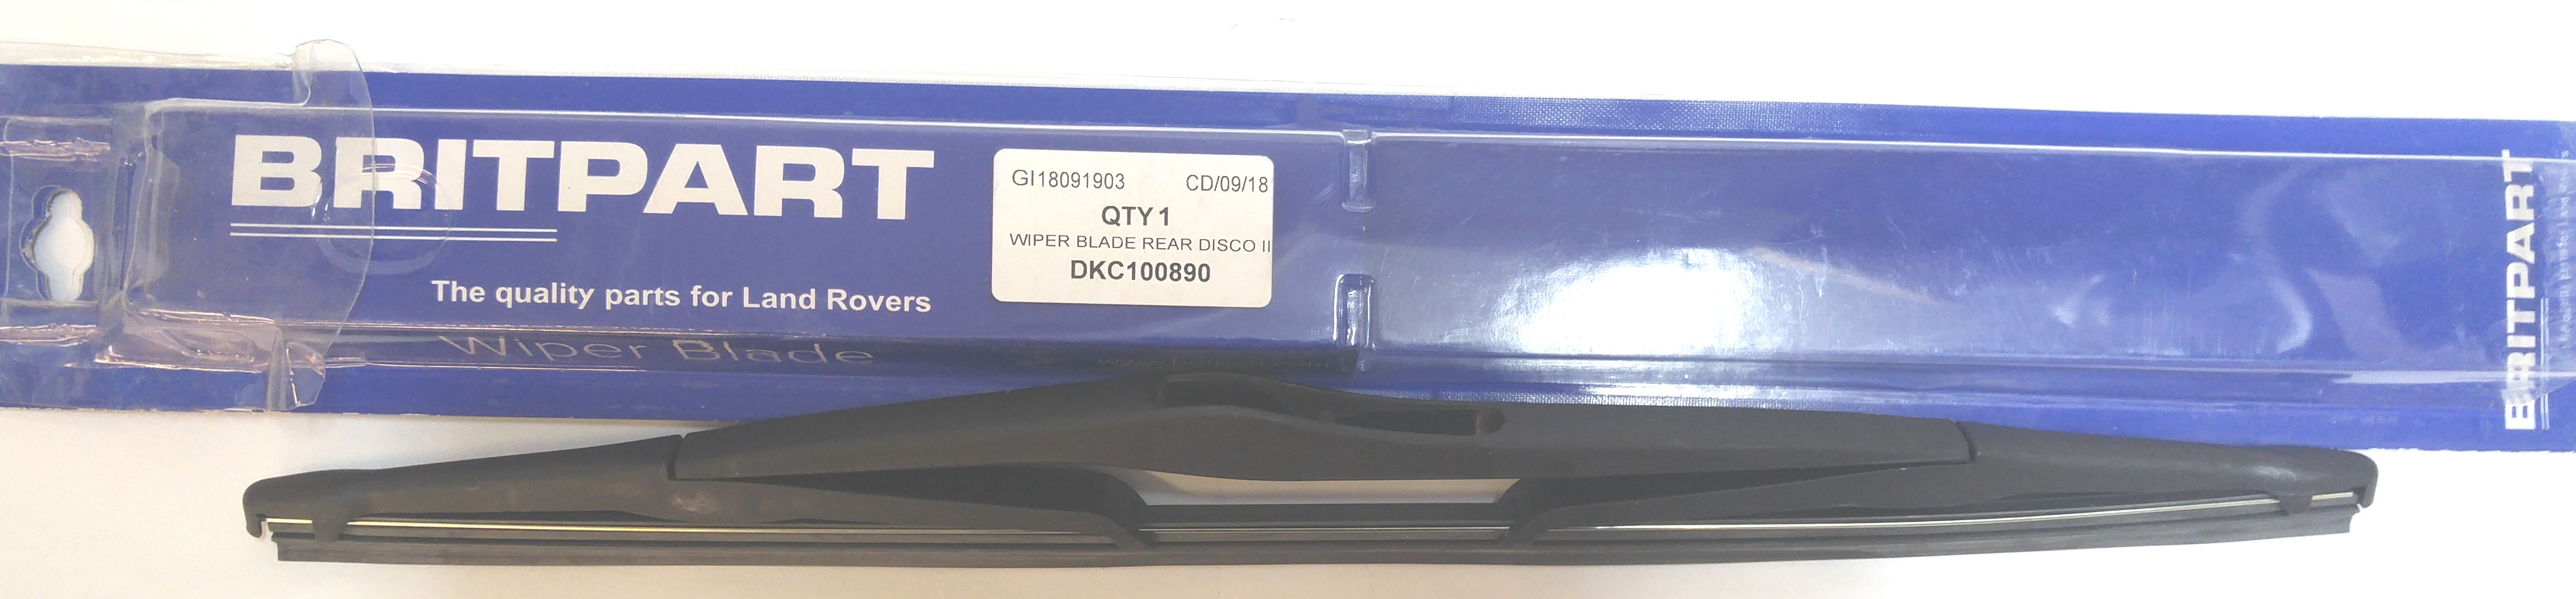 BRITPART
The quality parts for Land Rovers
Wiper Blade
GI18091903 CD/09/18
QTY 1
WIPER BLADE REAR DISCO II
DKC100890
BRITPART